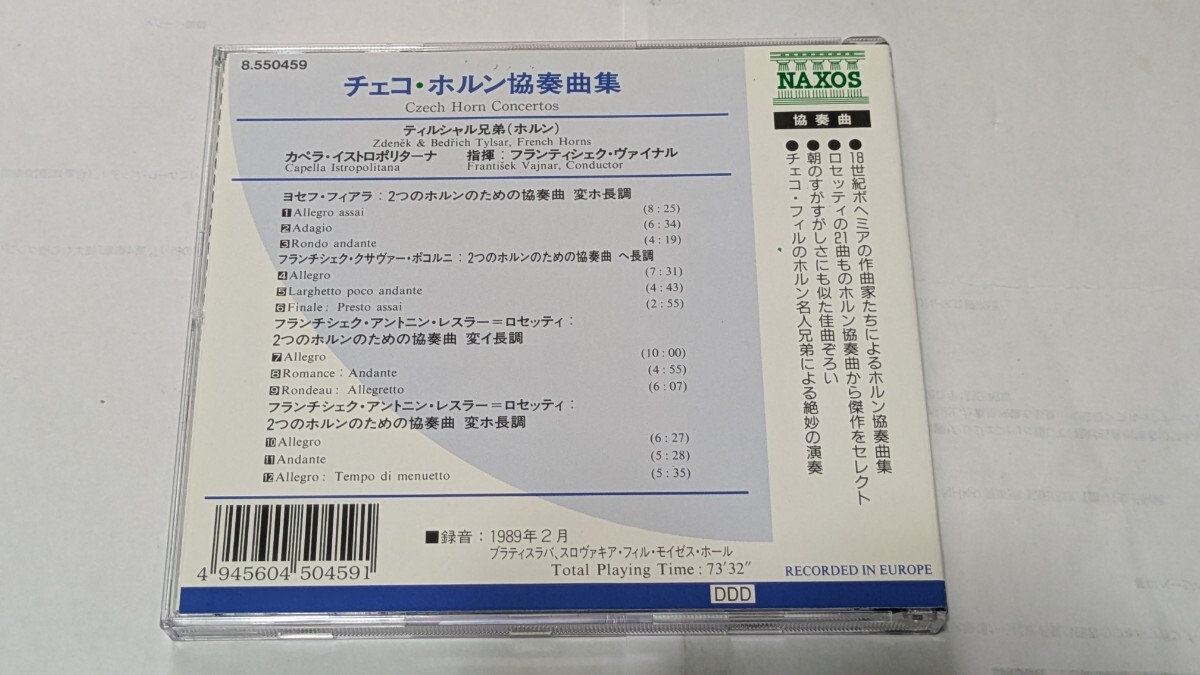 8.550459
チェコ・ホルン協奏曲集
Czech Horn Concertos
ティルシャル兄弟（ホルン）
Zdeněk & Bedřich Tylsar, French Horns
カペラ・イストロポリターナ 指揮：フランティシェク・ヴァイナル
Capella Istropolitana František Vajnar, Conductor
ヨセフ・フィアラ：2つのホルンのための協奏曲 変ホ長調
1 Allegro assai (8:25)
2 Adagio (6:34)
3 Rondo andante (4:19)
フランチシェク・クサヴァー・ポコルニ：2つのホルンのための協奏曲 ヘ長調
4 Allegro (7:31)
5 Larghetto poco andante (4:43)
6 Finale: Presto assai (2:55)
フランチシェク・アントニン・レスラー＝ロセッティ：
2つのホルンのための協奏曲 変イ長調
7 Allegro (10:00)
8 Romance: Andante (4:55)
9 Rondeau: Allegretto (6:07)
フランチシェク・アントニン・レスラー＝ロセッティ：
2つのホルンのための協奏曲 変ホ長調
10 Allegro (6:27)
11 Andante (5:28)
12 Allegro: Tempo di menuetto (5:35)
4 945604 504591
■録音：1989年2月
ブラティスラバ、スロヴァキア・フィル・モイゼス・ホール
Total Playing Time: 73'32"
DDD
NAXOS
協奏曲
●18世紀ボヘミアの作曲家たちによるホルン協奏曲集
●ロセッティの21曲ものホルン協奏曲から傑作をセレクト
●朝のすがすがしさにも似た佳曲ぞろい
●チェコ・フィルのホルン名人兄弟による絶妙の演奏
RECORDED IN EUROPE